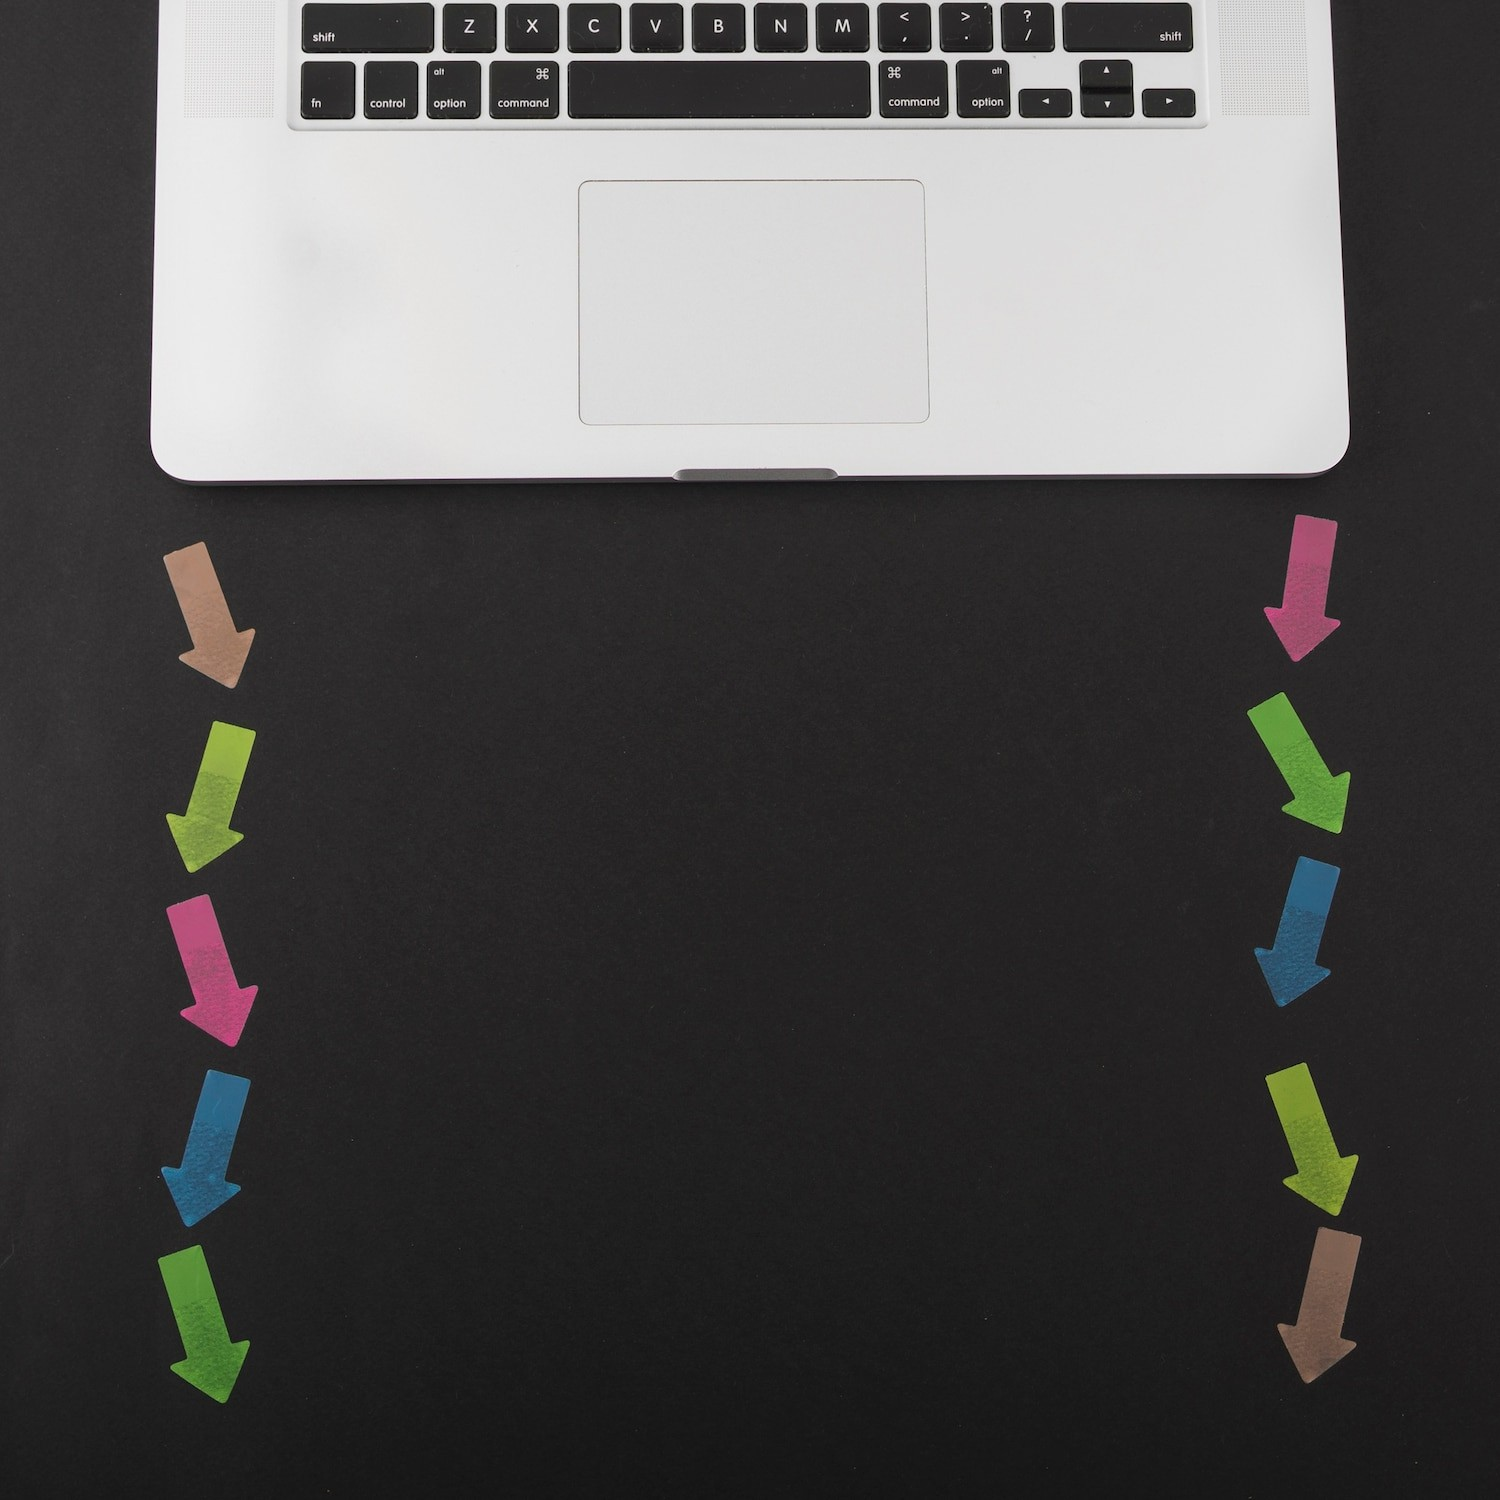 shift Z X C V B N M < , > . ? / shift
fn control alt option ⌘ command ⌘ command alt option ◄ ▲ ▼ ►